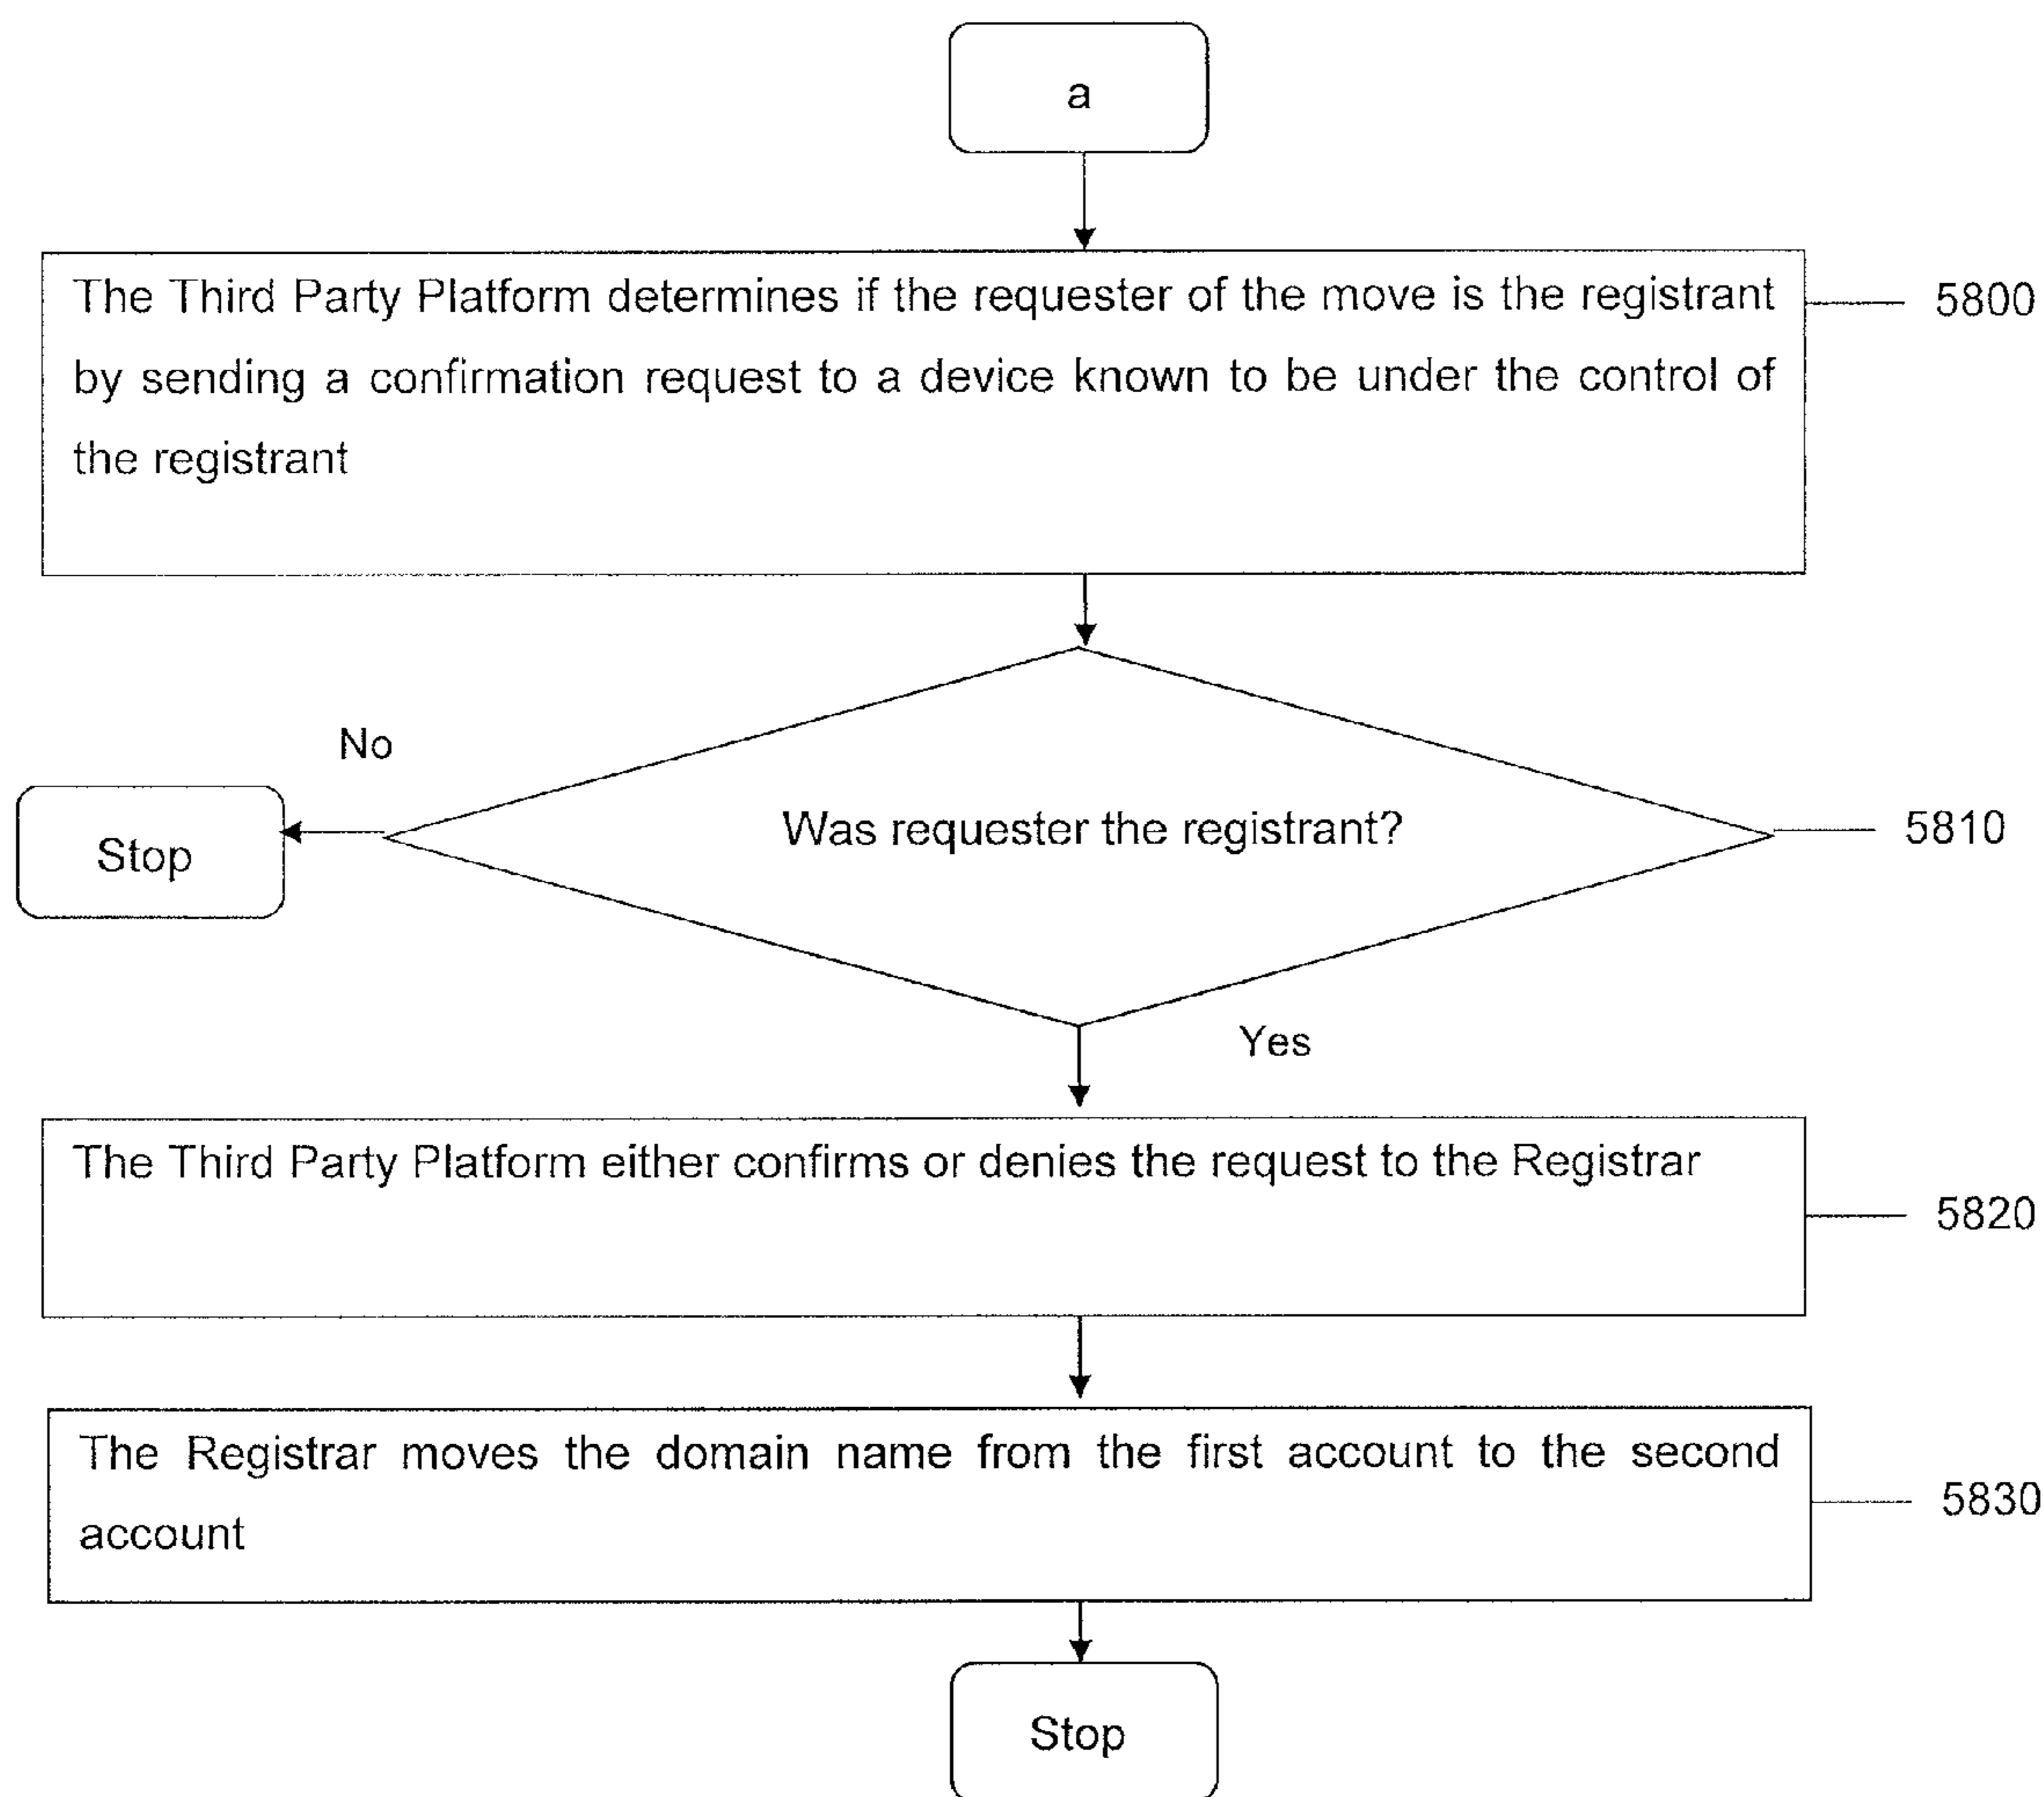 a
The Third Party Platform determines if the requester of the move is the registrant
by sending a confirmation request to a device known to be under the control of
the registrant
5800
No
Stop
Was requester the registrant?
5810
Yes
The Third Party Platform either confirms or denies the request to the Registrar
5820
The Registrar moves the domain name from the first account to the second
account
5830
Stop